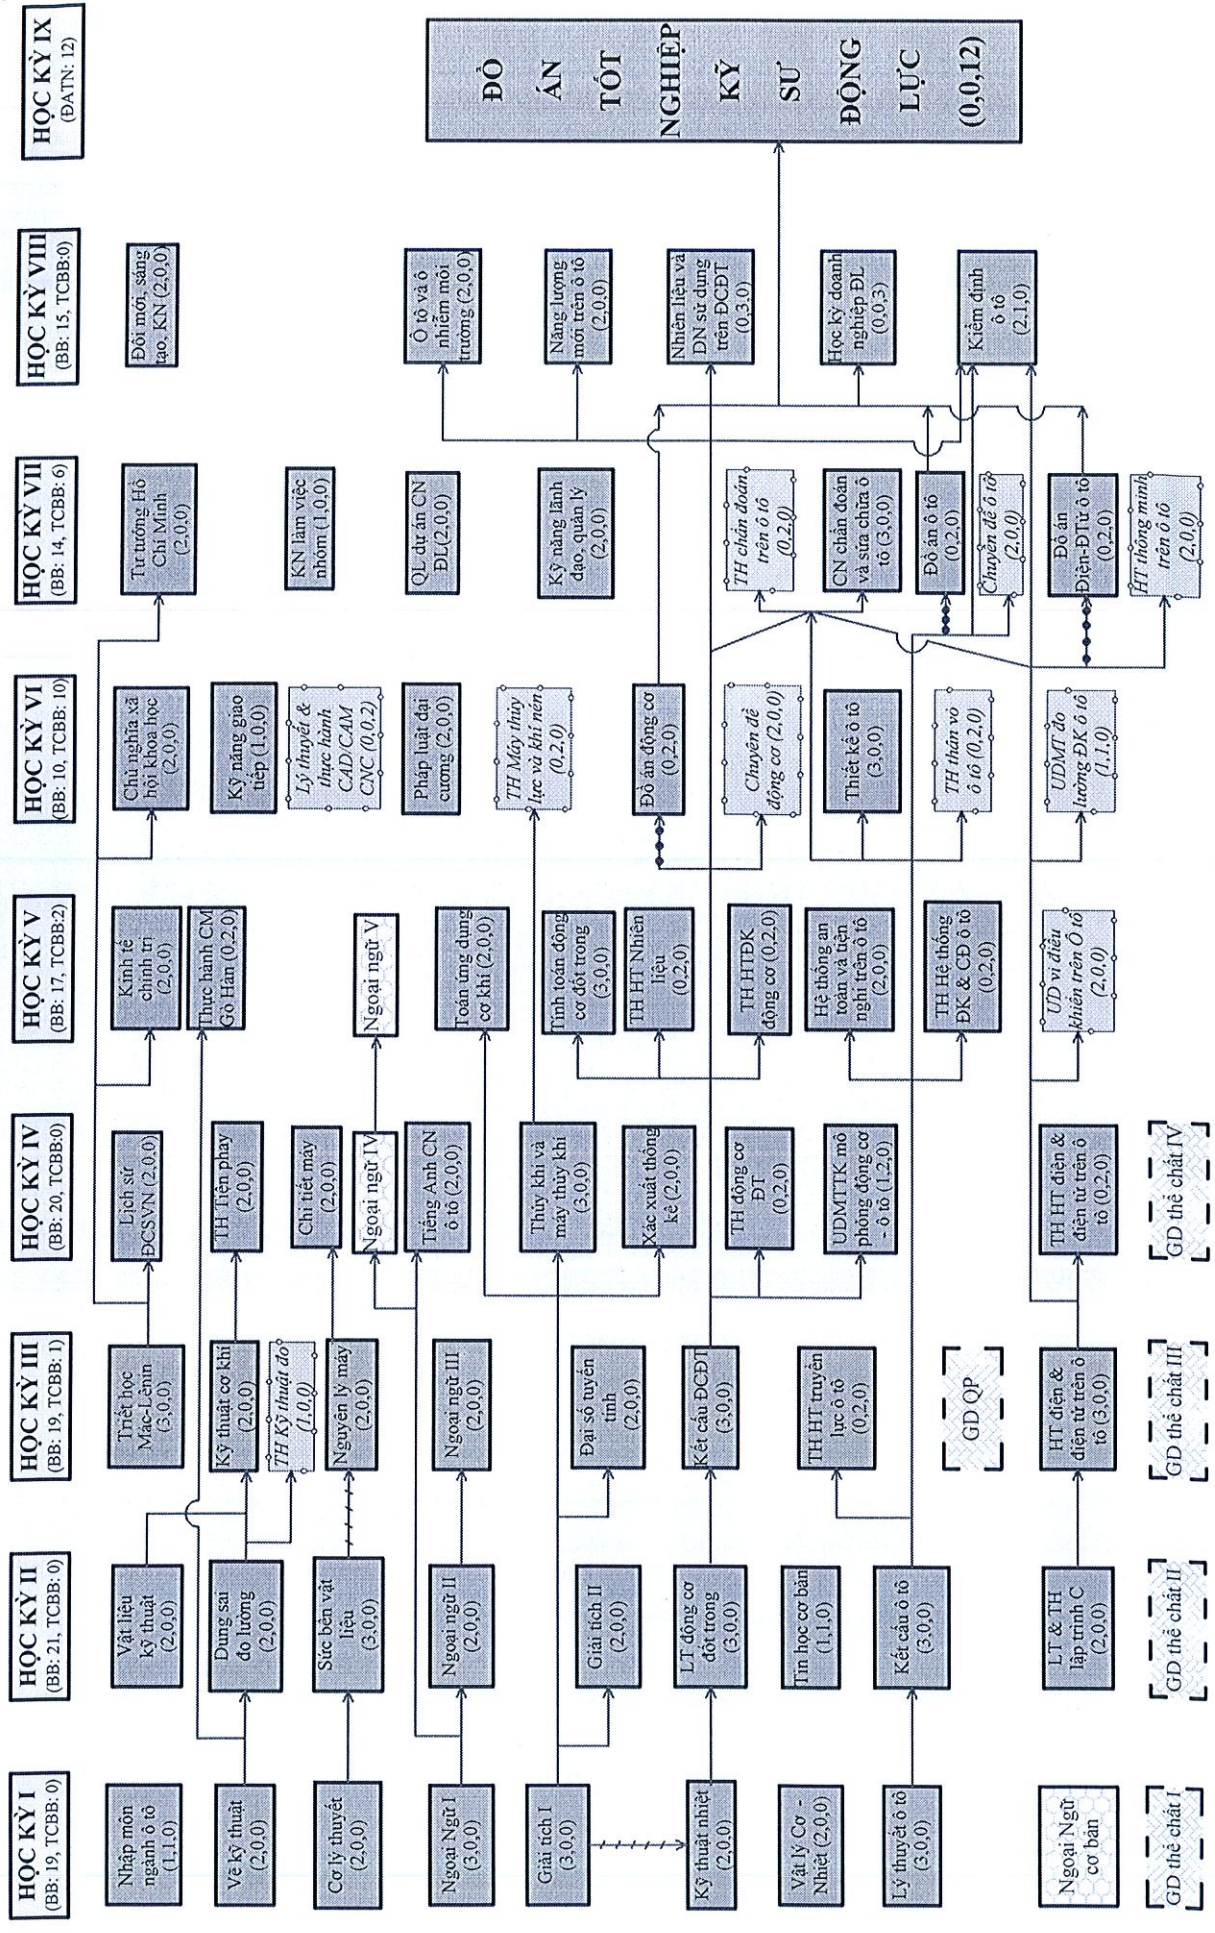 HỌC KỲ I
(BB: 19, TCBB: 0)
Nhập môn
ngành ô tô
(1,1,0)
Vẽ kỹ thuật
(2,0,0)
Cơ lý thuyết
(2,0,0)
Ngoại Ngữ I
(3,0,0)
Giải tích I
(3,0,0)
Kỹ thuật nhiệt
(2,0,0)
Vật lý Cơ -
Nhiệt (2,0,0)
Lý thuyết ô tô
(3,0,0)
Ngoại Ngữ
cơ bản
GD thể chất I
HỌC KỲ II
(BB: 21, TCBB: 0)
Vật liệu
kỹ thuật
(2,0,0)
Dung sai
đo lường
(2,0,0)
Sức bền vật
liệu
(3,0,0)
Ngoại ngữ II
(2,0,0)
Giải tích II
(2,0,0)
LT động cơ
đốt trong
(3,0,0)
Tin học cơ bản
(1,1,0)
Kết cấu ô tô
(3,0,0)
LT & TH
lập trình C
(2,0,0)
GD thể chất II
HỌC KỲ III
(BB: 19, TCBB: 1)
Triết học
Mác-Lênin
(3,0,0)
Kỹ thuật cơ khí
(2,0,0)
TH Kỹ thuật đo
(1,0,0)
Nguyên lý máy
(2,0,0)
Ngoại ngữ III
(2,0,0)
Đại số tuyến
tính
(2,0,0)
Kết cấu ĐCĐT
(3,0,0)
TH HT truyền
lực ô tô
(0,2,0)
GD QP
HT điện &
điện tử trên ô
tô (3,0,0)
GD thể chất III
HỌC KỲ IV
(BB: 20, TCBB:0)
Lịch sử
ĐCSVN (2,0,0)
TH Tiện phay
(2,0,0)
Chi tiết máy
(2,0,0)
Ngoại ngữ IV
Tiếng Anh CN
ô tô (2,0,0)
Thủy khí và
máy thủy khí
(3,0,0)
Xác xuất thống
kê (2,0,0)
TH động cơ
ĐT
(0,2,0)
UDMTTK mô
phỏng động cơ
- ô tô (1,2,0)
TH HT điện &
điện tử trên ô
tô (0,2,0)
GD thể chất IV
HỌC KỲ V
(BB: 17, TCBB:2)
Kinh tế
chính trị
(2,0,0)
Thực hành CM
Gò Hàn (0,2,0)
Ngoại ngữ V
Toán ứng dụng
cơ khí (2,0,0)
Tính toán động
cơ đốt trong
(3,0,0)
TH HT Nhiên
liệu
(0,2,0)
TH HTĐK
động cơ (0,2,0)
Hệ thống an
toàn và tiện
nghi trên ô tô
(2,0,0)
TH Hệ thống
ĐK & CĐ ô tô
(0,2,0)
UD vi điều
khiển trên Ô tô
(2,0,0)
HỌC KỲ VI
(BB: 10, TCBB: 10)
Chủ nghĩa xã
hội khoa học
(2,0,0)
Kỹ năng giao
tiếp (1,0,0)
Lý thuyết &
thực hành
CAD/CAM
CNC (0,0,2)
Pháp luật đại
cương (2,0,0)
TH Máy thủy
lực và khí nén
(0,2,0)
Đồ án động cơ
(0,2,0)
Chuyên đề
động cơ (2,0,0)
Thiết kế ô tô
(3,0,0)
TH thân vỏ
ô tô (0,2,0)
UDMT đo
lường ĐK ô tô
(1,1,0)
HỌC KỲ VII
(BB: 14, TCBB: 6)
Tư tưởng Hồ
Chí Minh
(2,0,0)
KN làm việc
nhóm (1,0,0)
QL dự án CN
ĐL(2,0,0)
Kỹ năng lãnh
đạo, quản lý
(2,0,0)
TH chẩn đoán
trên ô tô
(0,2,0)
CN chẩn đoán
và sửa chữa ô
tô (3,0,0)
Đồ án ô tô
(0,2,0)
Chuyên đề ô tô
(2,0,0)
Đồ án
Điện-ĐTử ô tô
(0,2,0)
HT thông minh
trên ô tô
(2,0,0)
HỌC KỲ VIII
(BB: 15, TCBB:0)
Đổi mới, sáng
tạo, KN (2,0,0)
Ô tô và ô
nhiễm môi
trường (2,0,0)
Năng lượng
mới trên ô tô
(2,0,0)
Nhiên liệu và
DN sử dụng
trên ĐCĐT
(0,3,0)
Học kỳ doanh
nghiệp ĐL
(0,0,3)
Kiểm định
ô tô
(2,1,0)
HỌC KỲ IX
(ĐATN: 12)
ĐỒ
ÁN
TỐT
NGHIỆP
KỸ
SƯ
ĐỘNG
LỰC
(0,0,12)